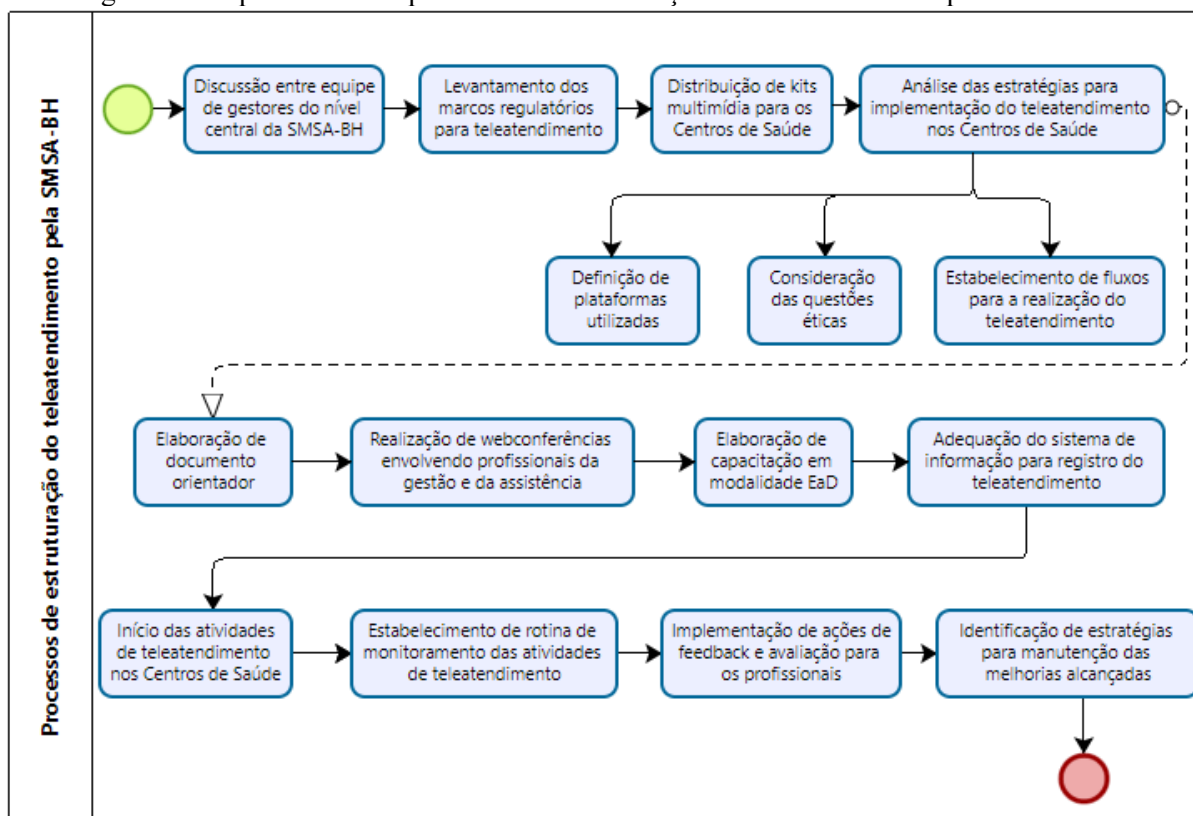 Processos de estruturação do teleatendimento pela SMSA-BH
Discussão entre equipe
de gestores do nível
central da SMSA-BH
Levantamento dos
marcos regulatórios
para teleatendimento
Distribuição de kits
multimídia para os
Centros de Saúde
Análise das estratégias para
implementação do teleatendimento
nos Centros de Saúde
Definição de
plataformas
utilizadas
Consideração
das questões
éticas
Estabelecimento de fluxos
para a realização do
teleatendimento
Elaboração de
documento
orientador
Realização de webconferências
envolvendo profissionais da
gestão e da assistência
Elaboração de
capacitação em
modalidade EaD
Adequação do sistema de
informação para registro do
teleatendimento
Início das atividades
de teleatendimento
nos Centros de Saúde
Estabelecimento de rotina de
monitoramento das atividades
de teleatendimento
Implementação de ações de
feedback e avaliação para
os profissionais
Identificação de estratégias
para manutenção das
melhorias alcançadas